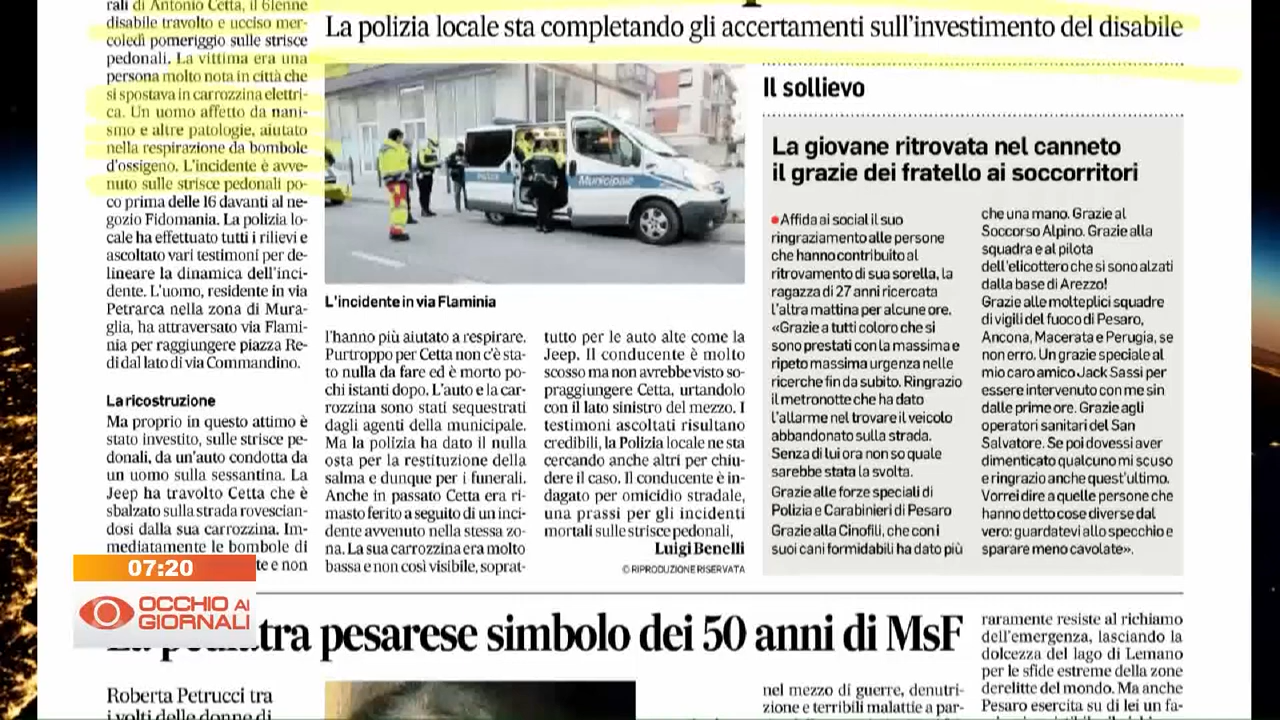 rali di Antonio Cetta, il 61enne
disabile travolto e ucciso mer-
coledì pomeriggio sulle strisce
pedonali. La vittima era una
persona molto nota in città che
si spostava in carrozzina elettri-
ca. Un uomo affetto da nani-
smo e altre patologie, aiutato
nella respirazione da bombole
d'ossigeno. L'incidente è avve-
nuto sulle strisce pedonali po-
co prima delle 16 davanti al ne-
gozio Fidomania. La polizia lo-
cale ha effettuato tutti i rilievi e
ascoltato vari testimoni per de-
lineare la dinamica dell'inci-
dente. L'uomo, residente in via
Petrarca nella zona di Mura-
glia, ha attraversato via Flami-
nia per raggiungere piazza Re-
di dal lato di via Commandino.
La ricostruzione
Ma proprio in questo attimo è
stato investito, sulle strisce pe-
donali, da un'auto condotta da
un uomo sulla sessantina. La
Jeep ha travolto Cetta che è
sbalzato sulla strada rovescian-
dosi dalla sua carrozzina. Im-
mediatamente le bombole di
te e non
La polizia locale sta completando gli accertamenti sull'investimento del disabile
Municipale
L'incidente in via Flaminia
l'hanno più aiutato a respirare.
Purtroppo per Cetta non c'è sta-
to nulla da fare ed è morto po-
chi istanti dopo. L'auto e la car-
rozzina sono stati sequestrati
dagli agenti della municipale.
Ma la polizia ha dato il nulla
osta per la restituzione della
salma e dunque per i funerali.
Anche in passato Cetta era ri-
masto ferito a seguito di un inci-
dente avvenuto nella stessa zo-
na. La sua carrozzina era molto
bassa e non così visibile, soprat-
tutto per le auto alte come la
Jeep. Il conducente è molto
scosso ma non avrebbe visto so-
praggiungere Cetta, urtandolo
con il lato sinistro del mezzo. I
testimoni ascoltati risultano
credibili, la Polizia locale ne sta
cercando anche altri per chiu-
dere il caso. Il conducente è in-
dagato per omicidio stradale,
una prassi per gli incidenti
mortali sulle strisce pedonali,
Luigi Benelli
© RIPRODUZIONE RISERVATA
Il sollievo
La giovane ritrovata nel canneto
il grazie dei fratello ai soccorritori
Affida ai social il suo
ringraziamento alle persone
che hanno contribuito al
ritrovamento di sua sorella, la
ragazza di 27 anni ricercata
l'altra mattina per alcune ore.
«Grazie a tutti coloro che si
sono prestati con la massima e
ripeto massima urgenza nelle
ricerche fin da subito. Ringrazio
il metronotte che ha dato
l'allarme nel trovare il veicolo
abbandonato sulla strada.
Senza di lui ora non so quale
sarebbe stata la svolta.
Grazie alle forze speciali di
Polizia e Carabinieri di Pesaro
Grazie alla Cinofili, che con i
suoi cani formidabili ha dato più
che una mano. Grazie al
Soccorso Alpino. Grazie alla
squadra e al pilota
dell'elicottero che si sono alzati
dalla base di Arezzo!
Grazie alle molteplici squadre
di vigili del fuoco di Pesaro,
Ancona, Macerata e Perugia, se
non erro. Un grazie speciale al
mio caro amico Jack Sassi per
essere intervenuto con me sin
dalle prime ore. Grazie agli
operatori sanitari del San
Salvatore. Se poi dovessi aver
dimenticato qualcuno mi scuso
e ringrazio anche quest'ultimo.
Vorrei dire a quelle persone che
hanno detto cose diverse dal
vero: guardatevi allo specchio e
sparare meno cavolate».
07:20
OCCHIO AI
GIORNALI
pesarese simbolo dei 50 anni di MsF
Roberta Petrucci tra
i volti delle donne di
nel mezzo di guerre, denutri-
zione e terribili malattie a par-
raramente resiste al richiamo
dell'emergenza, lasciando la
dolcezza del lago di Lemano
per le sfide estreme della zone
derelitte del mondo. Ma anche
Pesaro esercita su di lei un fa-